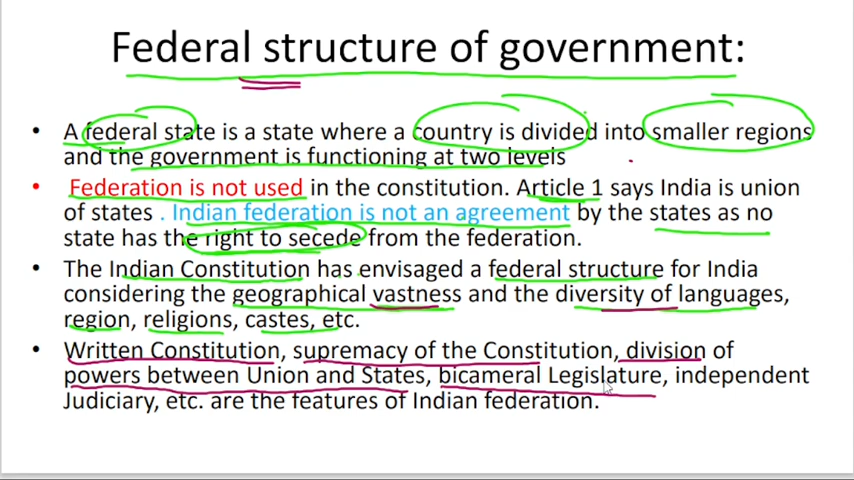 Federal structure of government:
• A federal state is a state where a country is divided into smaller regions
and the government is functioning at two levels
• Federation is not used in the constitution. Article 1 says India is union
of states . Indian federation is not an agreement by the states as no
state has the right to secede from the federation.
• The Indian Constitution has envisaged a federal structure for India
considering the geographical vastness and the diversity of languages,
region, religions, castes, etc.
• Written Constitution, supremacy of the Constitution, division of
powers between Union and States, bicameral Legislature, independent
Judiciary, etc. are the features of Indian federation.